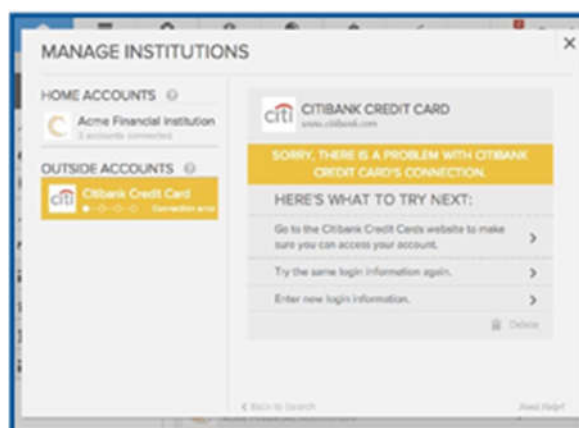 MANAGE INSTITUTIONS
HOME ACCOUNTS
Acme Financial Institution
3 accounts connected
OUTSIDE ACCOUNTS
citi
Citibank Credit Card
Connection error
citi
CITIBANK CREDIT CARD
www.citibank.com
SORRY, THERE IS A PROBLEM WITH CITIBANK
CREDIT CARD'S CONNECTION.
HERE'S WHAT TO TRY NEXT:
Go to the Citibank Credit Cards website to make
sure you can access your account.
Try the same login information again.
Enter new login information.
Delete
Back to Search
Need Help?